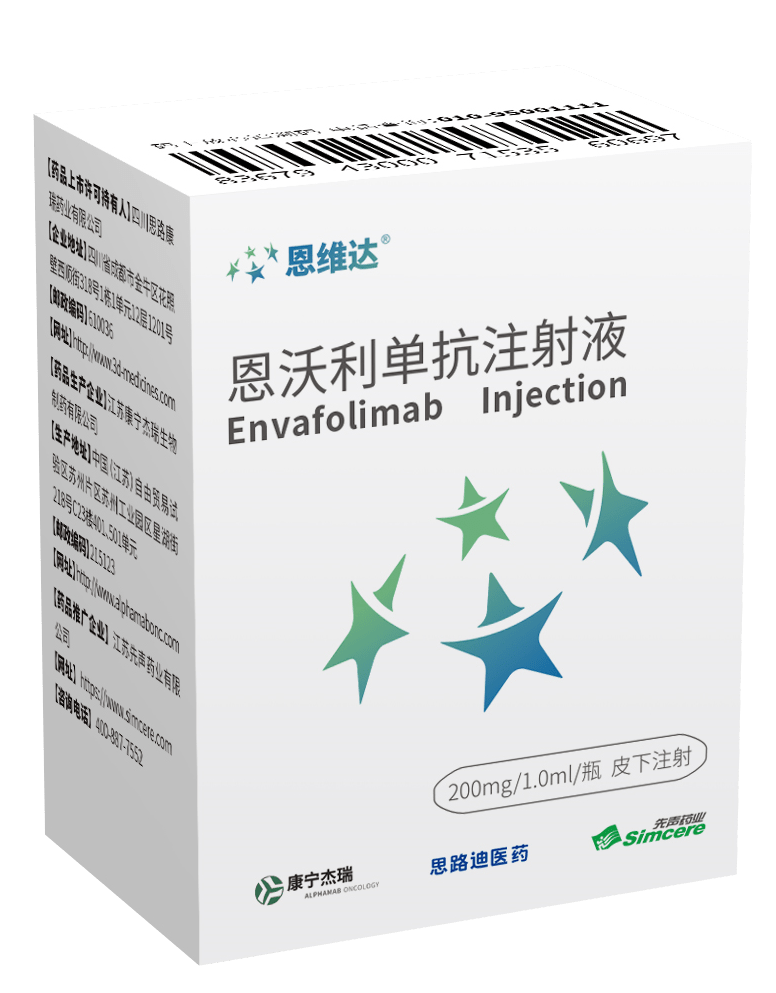 83679 43000 71538 60697
【药品上市许可持有人】四川思路康
瑞药业有限公司
【企业地址】四川省成都市金牛区花照
壁西顺街318号1栋1单元12层1201号
【邮政编码】610036
【网址】http://www.3d-medicines.com
【药品生产企业】江苏康宁杰瑞生物
制药有限公司
【生产地址】中国(江苏)自由贸易试
验区苏州片区苏州工业园区星湖街
218号C23楼401、501单元
【邮政编码】215123
【网址】http://www.alphamabonc.com
【药品推广企业】 江苏先声药业有限
公司
【网址】 https://www.simcere.com
【咨询电话】 400-887-7552
恩维达®
恩沃利单抗注射液
Envafolimab Injection
200mg/1.0ml/瓶 皮下注射
康宁杰瑞
ALPHAMAB ONCOLOGY
思路迪医药
先声药业
Simcere